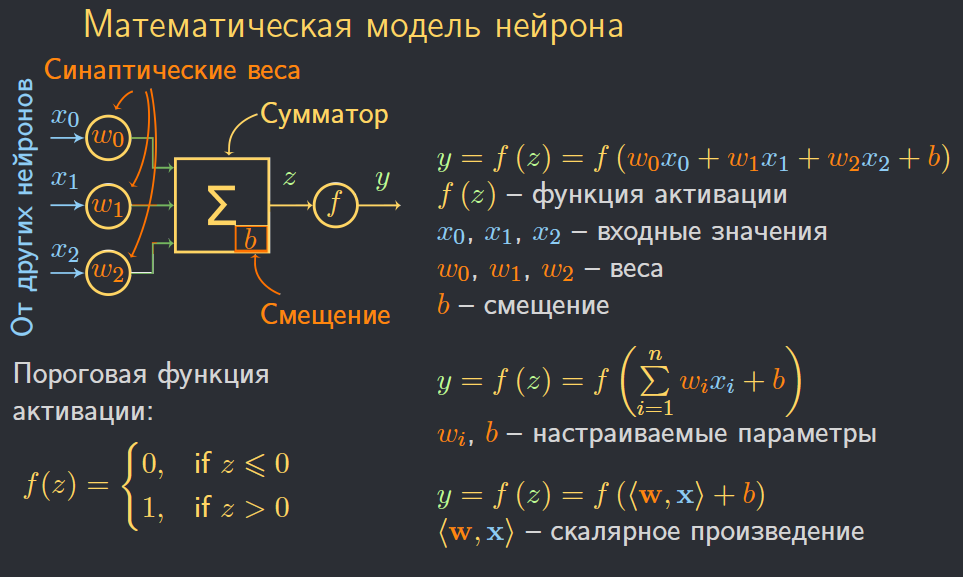 Математическая модель нейрона
Синаптические веса
От других нейронов
x₀
w₀
x₁
w₁
x₂
w₂
Сумматор
Σ
b
z
f
y
Смещение
Пороговая функция
активации:
f(z) = { 0, if z ⩽ 0
1, if z > 0
y = f (z) = f (w₀x₀ + w₁x₁ + w₂x₂ + b)
f (z) – функция активации
x₀, x₁, x₂ – входные значения
w₀, w₁, w₂ – веса
b – смещение
y = f (z) = f (∑ᵢ₌₁ⁿ wᵢxᵢ + b)
wᵢ, b – настраиваемые параметры
y = f (z) = f (⟨w, x⟩ + b)
⟨w, x⟩ – скалярное произведение